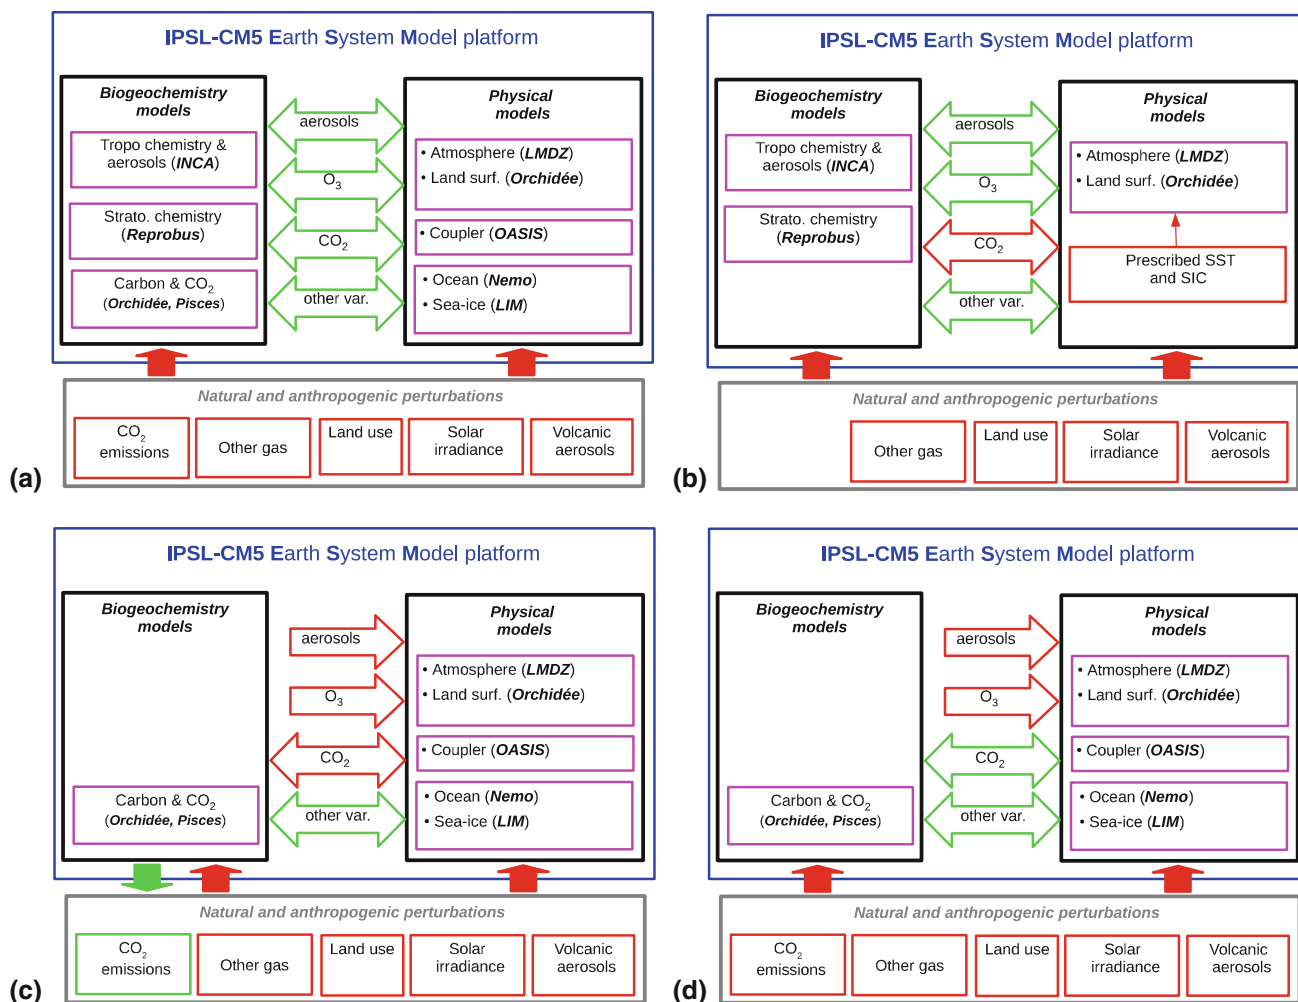 IPSL-CM5 Earth System Model platform
Biogeochemistry
models
Tropo chemistry &
aerosols (INCA)
Strato. chemistry
(Reprobus)
Carbon & CO2
(Orchidée, Pisces)
aerosols
O3
CO2
other var.
Physical
models
• Atmosphere (LMDZ)
• Land surf. (Orchidée)
• Coupler (OASIS)
• Ocean (Nemo)
• Sea-ice (LIM)
Natural and anthropogenic perturbations
CO2
emissions
Other gas
Land use
Solar
irradiance
Volcanic
aerosols
(a)
IPSL-CM5 Earth System Model platform
Biogeochemistry
models
Tropo chemistry &
aerosols (INCA)
Strato. chemistry
(Reprobus)
aerosols
O3
CO2
other var.
Physical
models
• Atmosphere (LMDZ)
• Land surf. (Orchidée)
Prescribed SST
and SIC
Natural and anthropogenic perturbations
Other gas
Land use
Solar
irradiance
Volcanic
aerosols
(b)
IPSL-CM5 Earth System Model platform
Biogeochemistry
models
Carbon & CO2
(Orchidée, Pisces)
aerosols
O3
CO2
other var.
Physical
models
• Atmosphere (LMDZ)
• Land surf. (Orchidée)
• Coupler (OASIS)
• Ocean (Nemo)
• Sea-ice (LIM)
Natural and anthropogenic perturbations
CO2
emissions
Other gas
Land use
Solar
irradiance
Volcanic
aerosols
(c)
IPSL-CM5 Earth System Model platform
Biogeochemistry
models
Carbon & CO2
(Orchidée, Pisces)
aerosols
O3
CO2
other var.
Physical
models
• Atmosphere (LMDZ)
• Land surf. (Orchidée)
• Coupler (OASIS)
• Ocean (Nemo)
• Sea-ice (LIM)
Natural and anthropogenic perturbations
CO2
emissions
Other gas
Land use
Solar
irradiance
Volcanic
aerosols
(d)